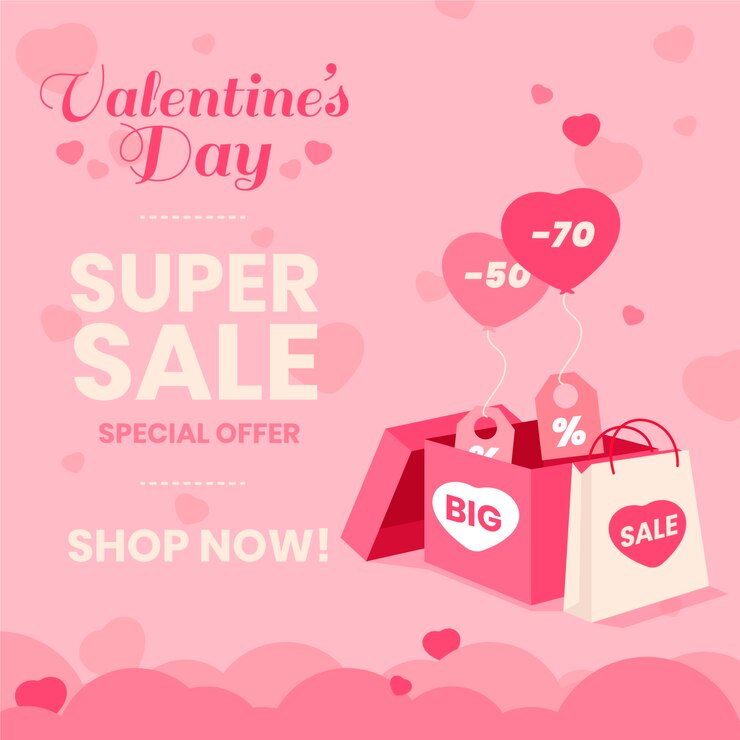 Valentine's
Day
SUPER
SALE
SPECIAL OFFER
SHOP NOW!
-50
-70
%
%
BIG
SALE